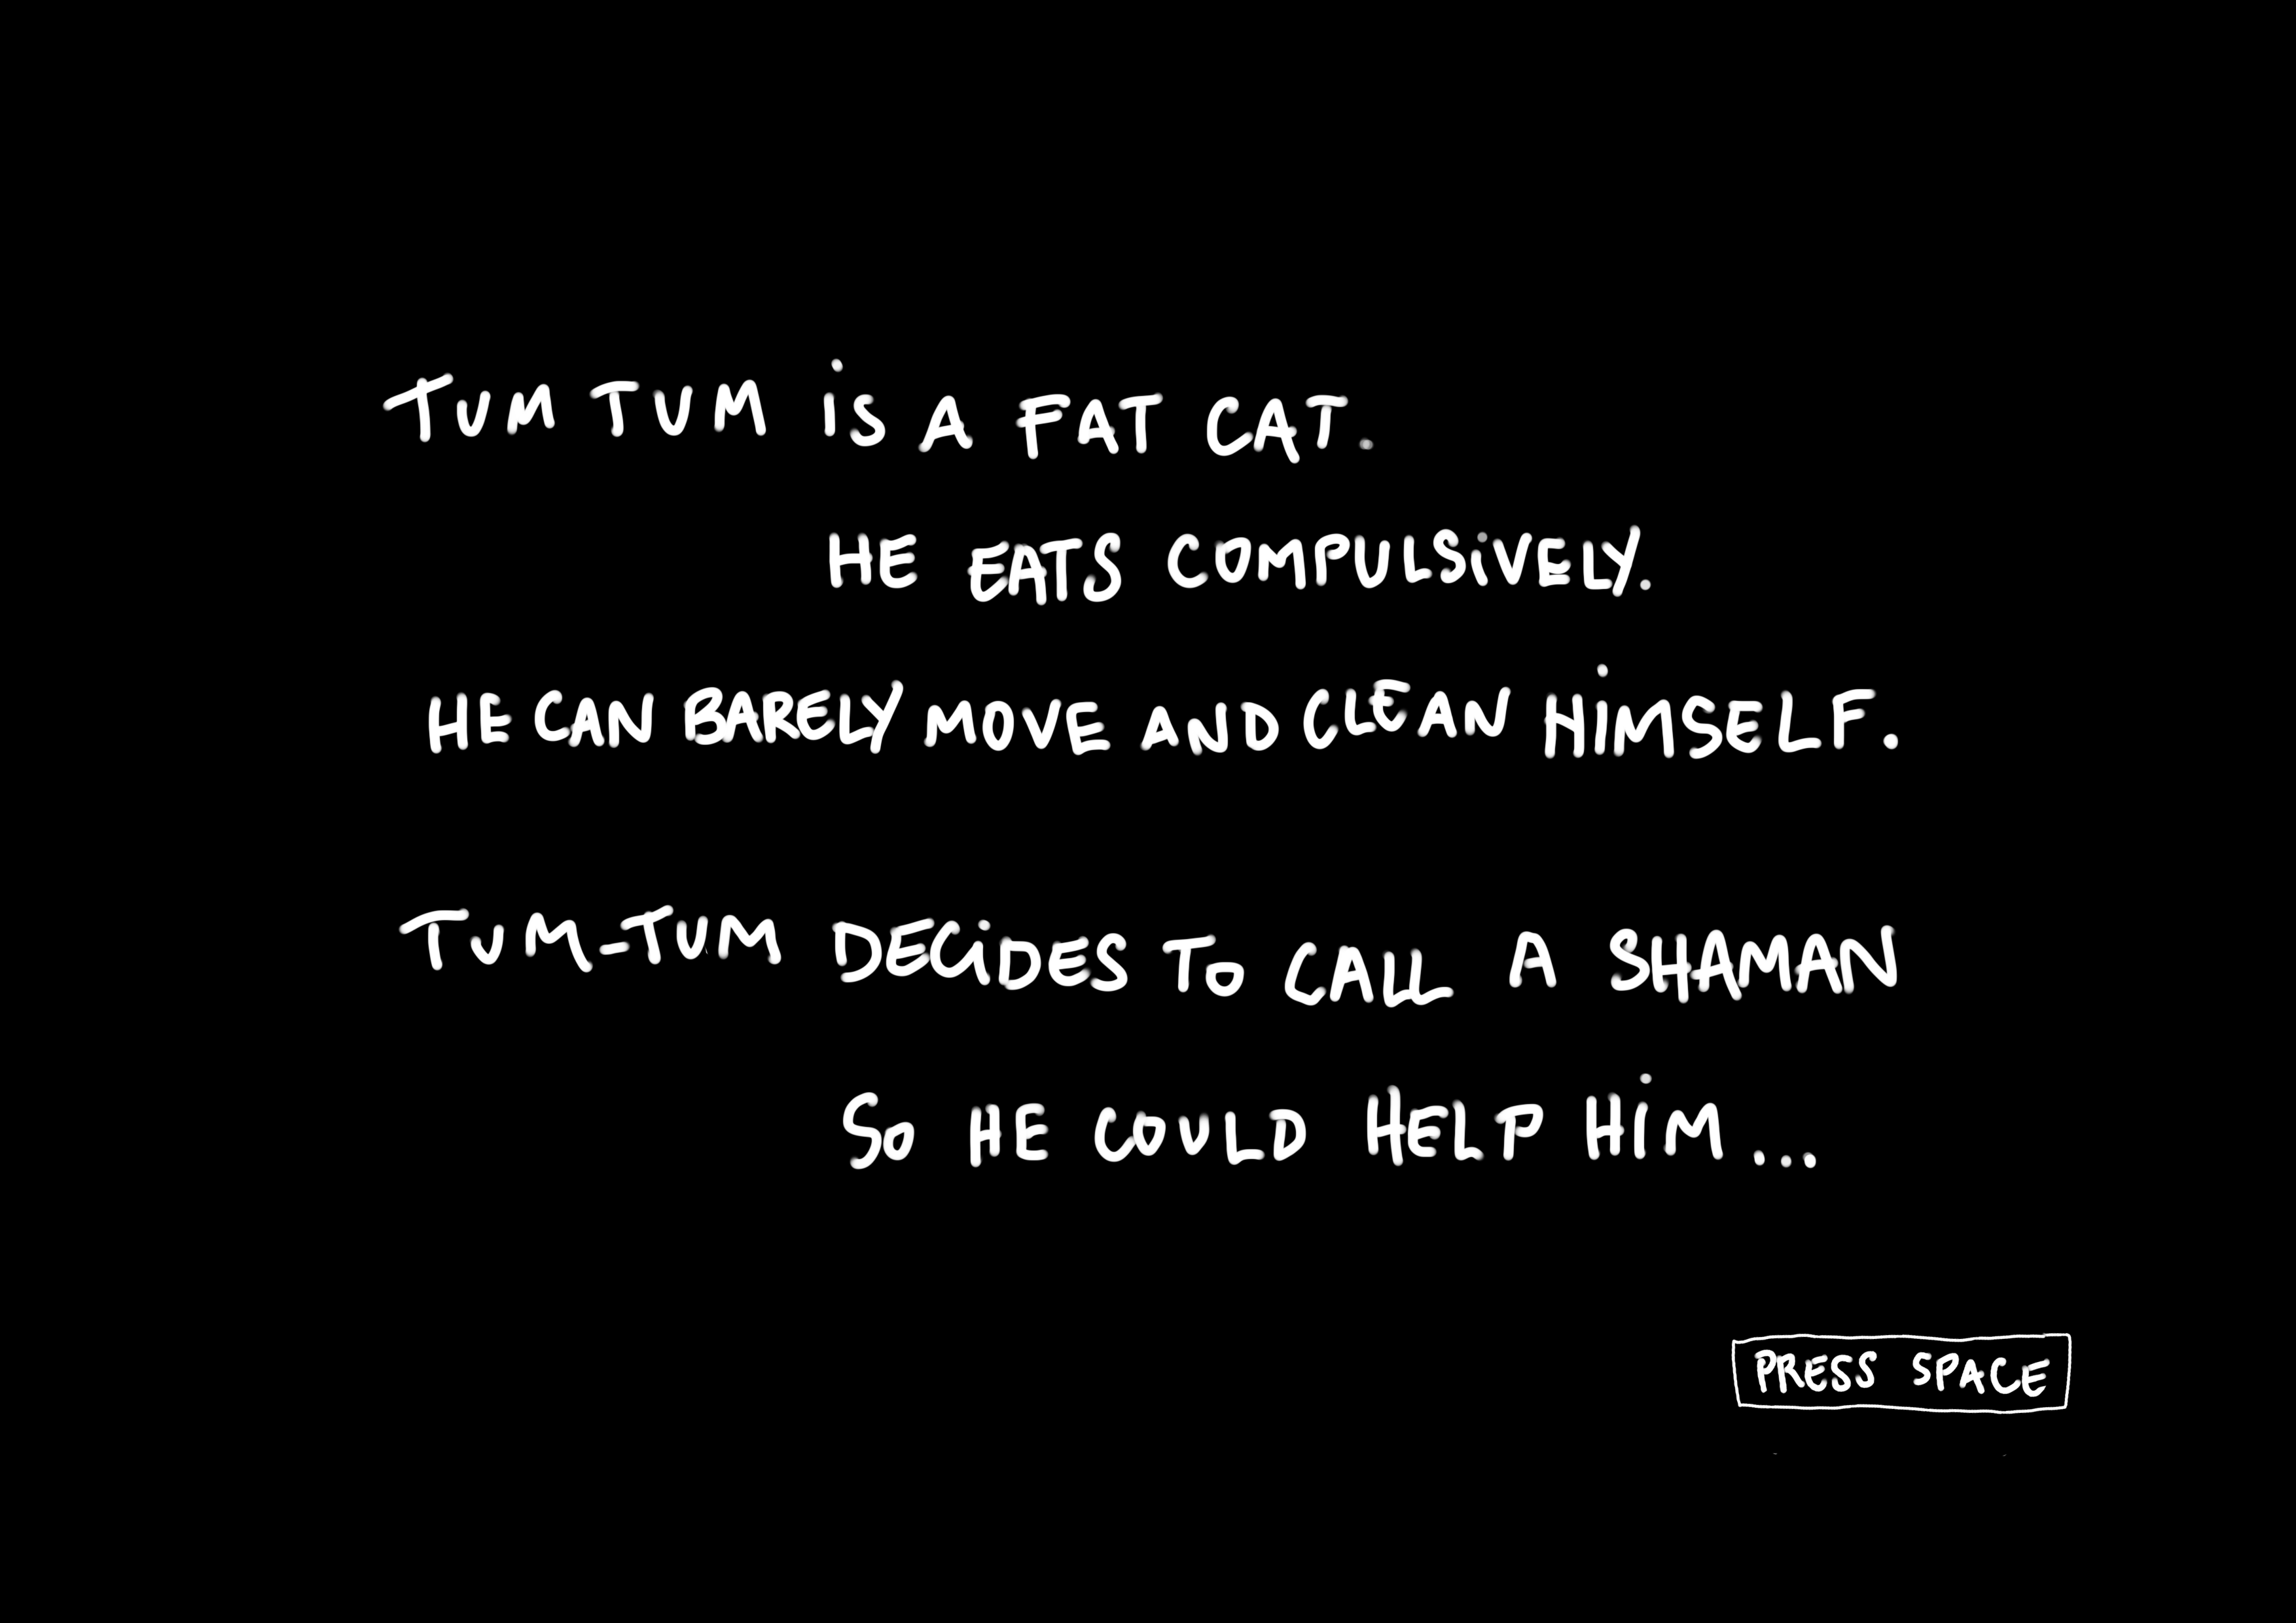 TUM TUM iS A FAT CAT.
HE EATS COMPULSiVELY.
HE CAN BARELY MOVE AND CLEAN HiMSELF.
TUM-TUM DECiDES TO CALL A SHAMAN
SO HE COULD HELP HiM...
PRESS SPACE